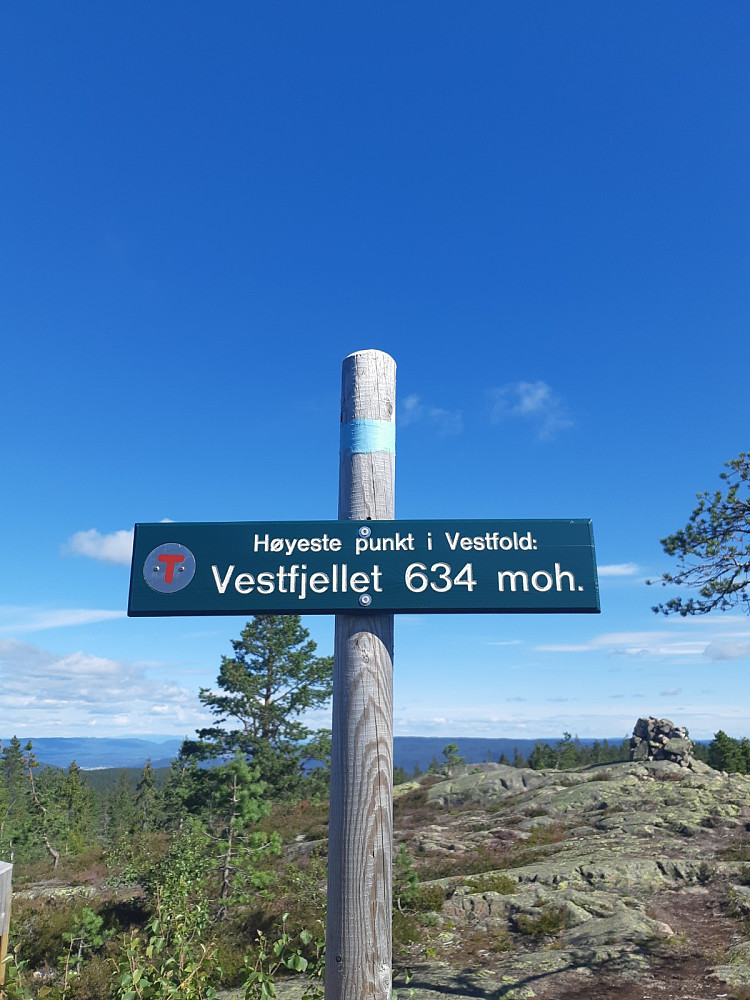 Høyeste punkt i Vestfold:
T Vestfjellet 634 moh.